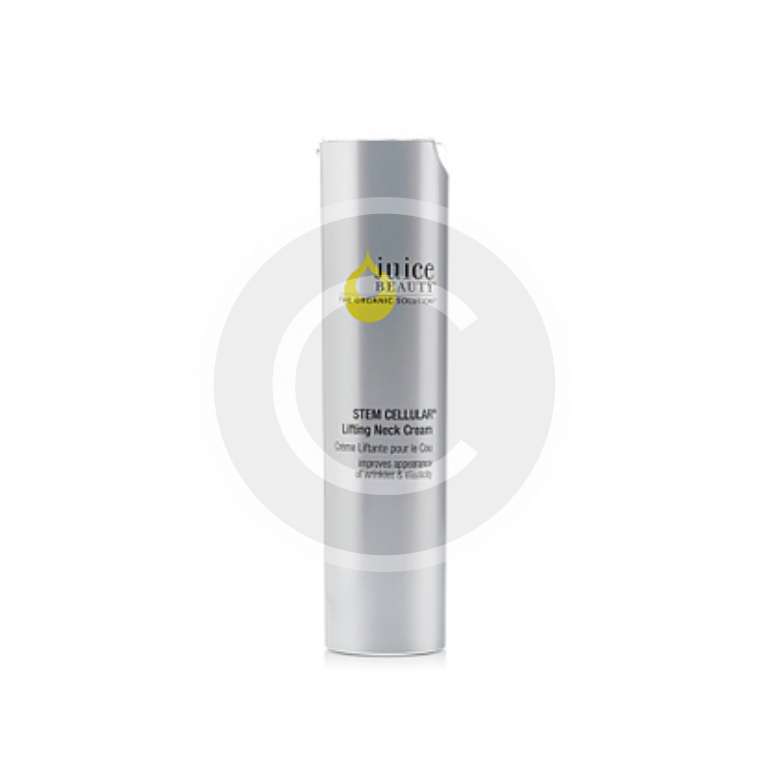 juice
BEAUTY™
THE ORGANIC SOLUTION®
STEM CELLULAR®
Lifting Neck Cream
Crème Liftante pour le Cou
improves appearance
of wrinkles & elasticity